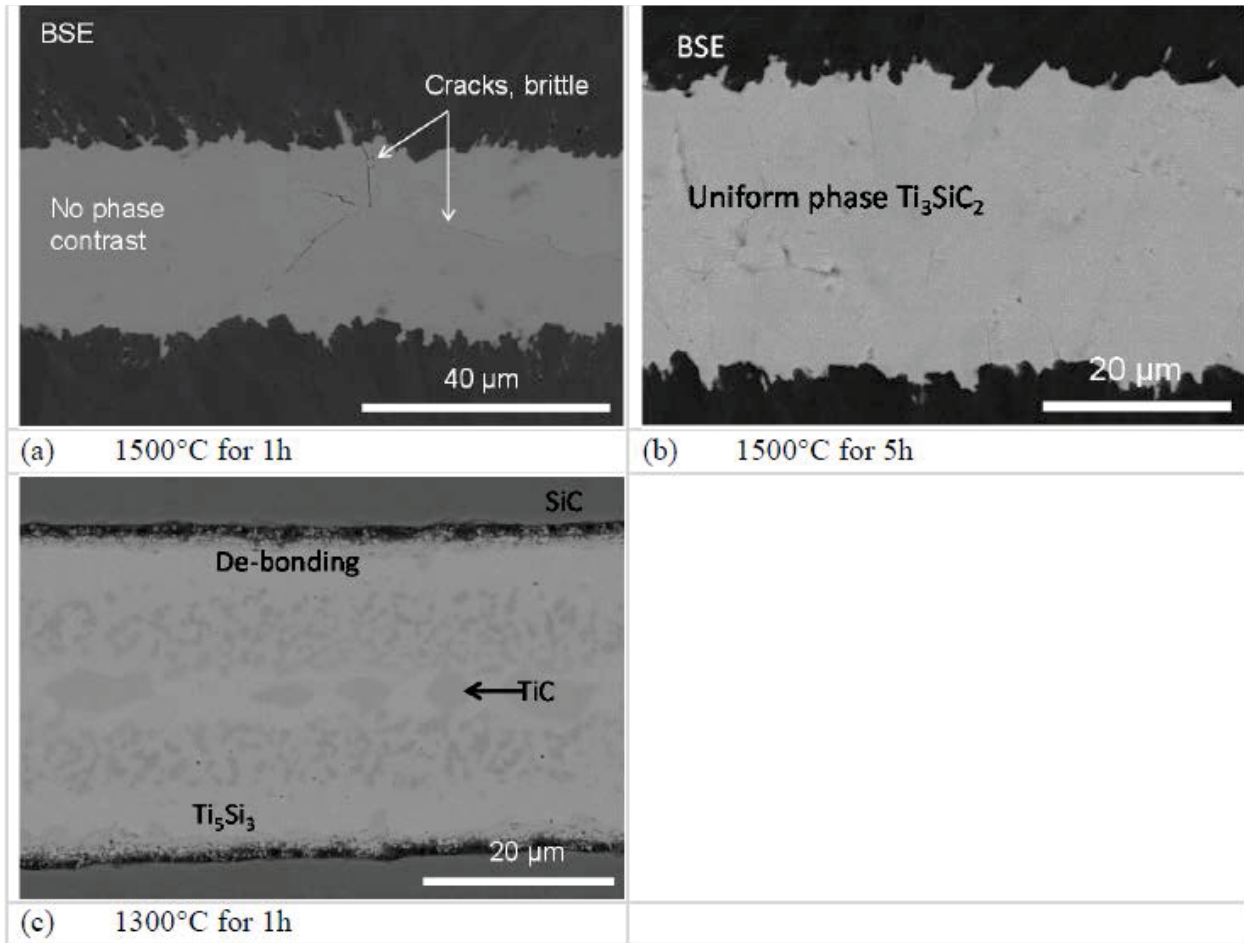 BSE
Cracks, brittle
No phase
contrast
40 µm
(a) 1500°C for 1h
BSE
Uniform phase Ti₃SiC₂
20 µm
(b) 1500°C for 5h
SiC
De-bonding
TiC
Ti₅Si₃
20 µm
(c) 1300°C for 1h